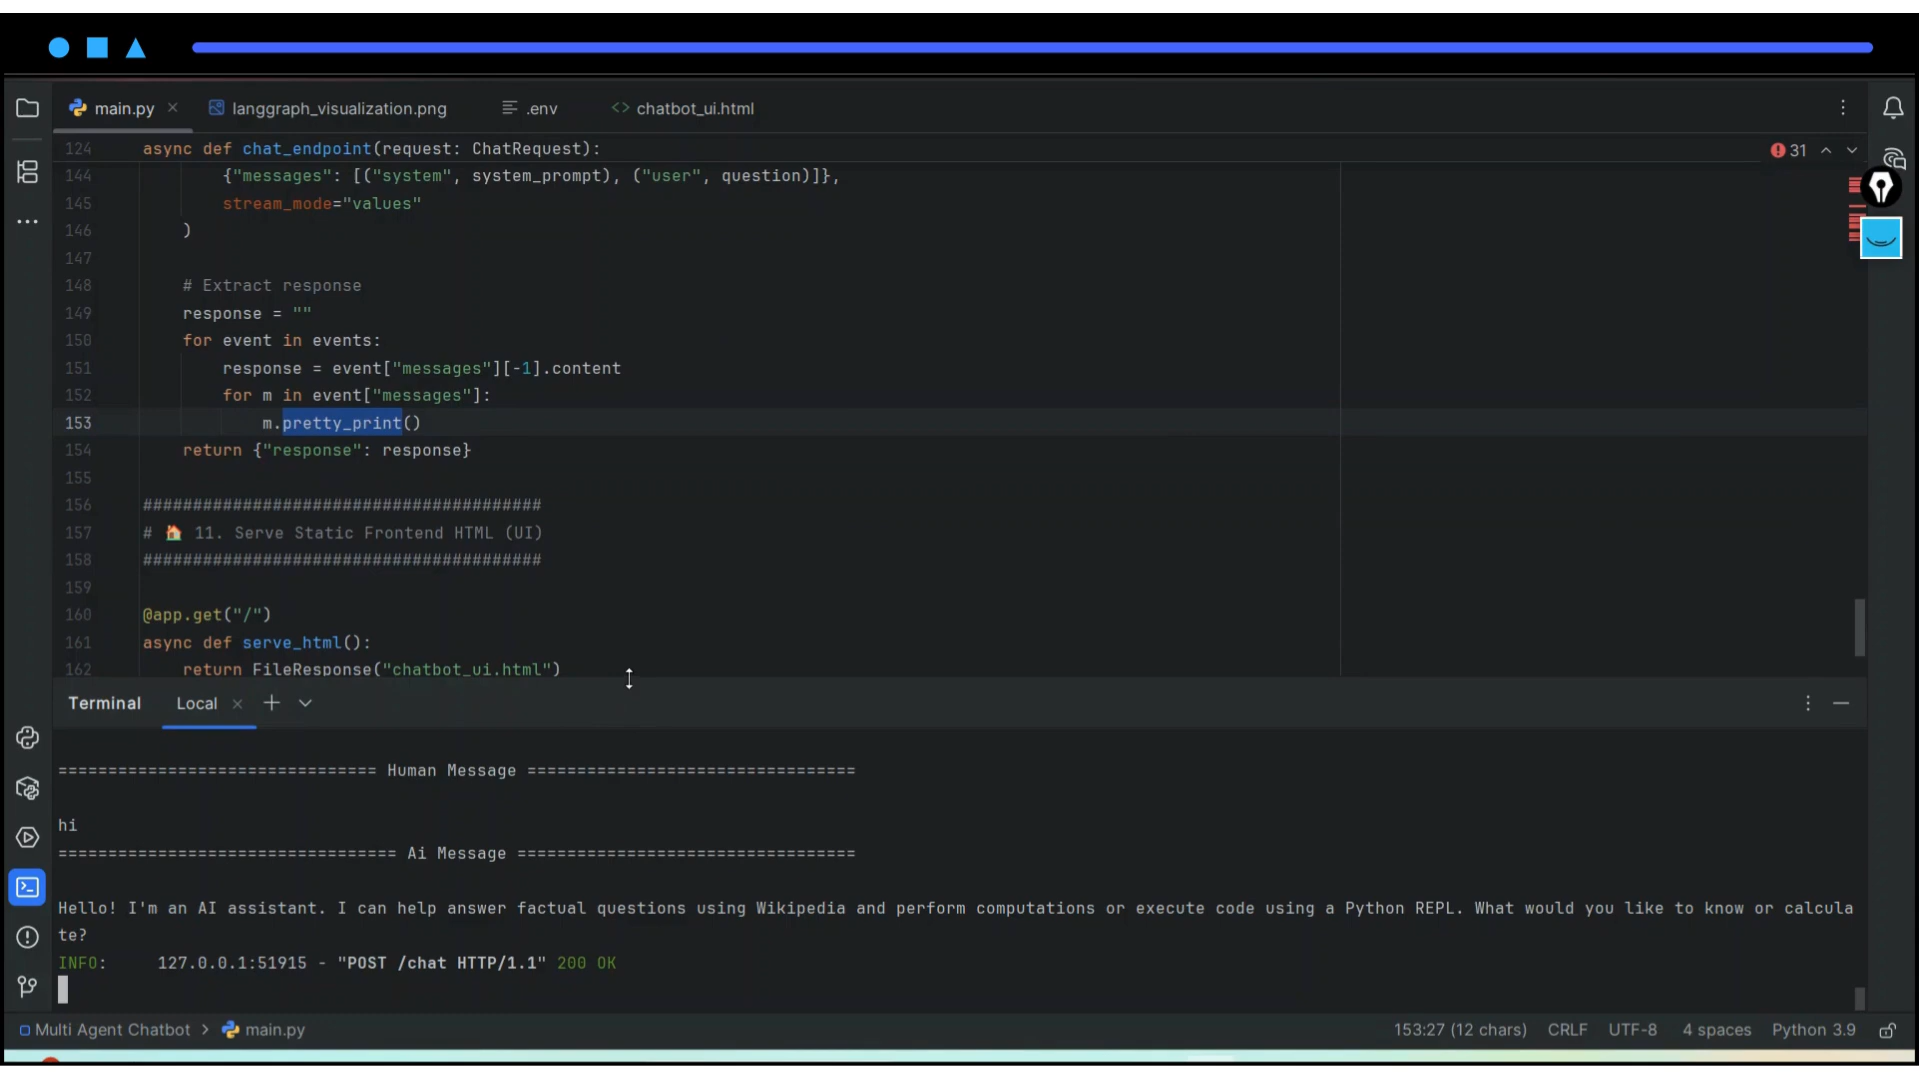 main.py
langgraph_visualization.png
.env
<> chatbot_ui.html
31
124 async def chat_endpoint(request: ChatRequest):
144 {"messages": [("system", system_prompt), ("user", question)]},
145 stream_mode="values"
146 )
147
148 # Extract response
149 response = ""
150 for event in events:
151 response = event["messages"][-1].content
152 for m in event["messages"]:
153 m.pretty_print()
154 return {"response": response}
155
156 ########################################
157 # 🏠 11. Serve Static Frontend HTML (UI)
158 ########################################
159
160 @app.get("/")
161 async def serve_html():
162 return FileResponse("chatbot_ui.html")
Terminal Local
================================ Human Message =================================
hi
================================== Ai Message ==================================
Hello! I'm an AI assistant. I can help answer factual questions using Wikipedia and perform computations or execute code using a Python REPL. What would you like to know or calcula
te?
INFO: 127.0.0.1:51915 - "POST /chat HTTP/1.1" 200 OK
Multi Agent Chatbot > main.py
153:27 (12 chars) CRLF UTF-8 4 spaces Python 3.9